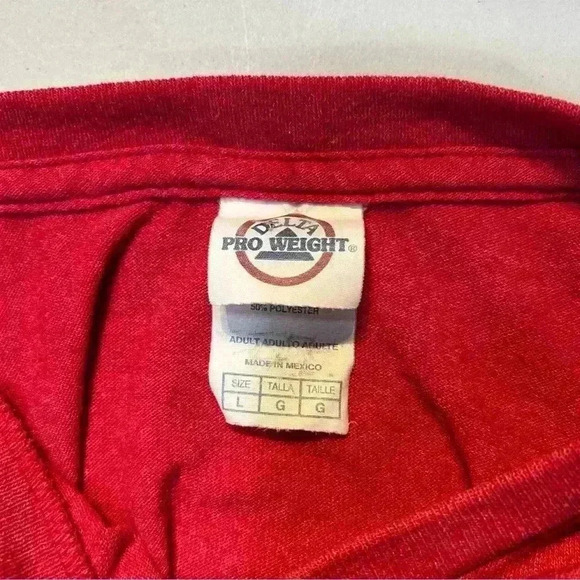 DELTA
PRO WEIGHT®
50% POLYESTER
ADULT ADULTO ADULTE
MADE IN MEXICO
SIZE TALLA TAILLE
L G G